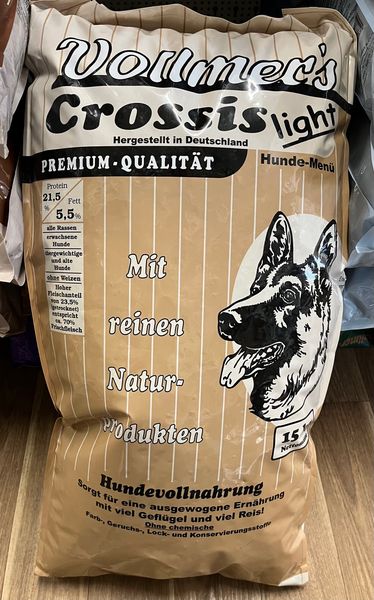 Vollmer's
Crossis
light
Hergestellt in Deutschland
PREMIUM-QUALITÄT
Hunde-Menü
Protein
21,5
%
Fett
5,5%
alle Rassen
erwachsene
Hunde
übergewichtige
und alte
Hunde
ohne Weizen
Hoher
Fleischanteil
von 23,5%
(getrocknet)
entspricht
ca. 70%
Frischfleisch
Mit
reinen
Natur-
produkten
15
Hundevollnahrung
Sorgt für eine ausgewogene Ernährung
mit viel Geflügel und viel Reis!
Ohne chemische
Farb-, Geruchs-, Lock- und Konservierungsstoffe